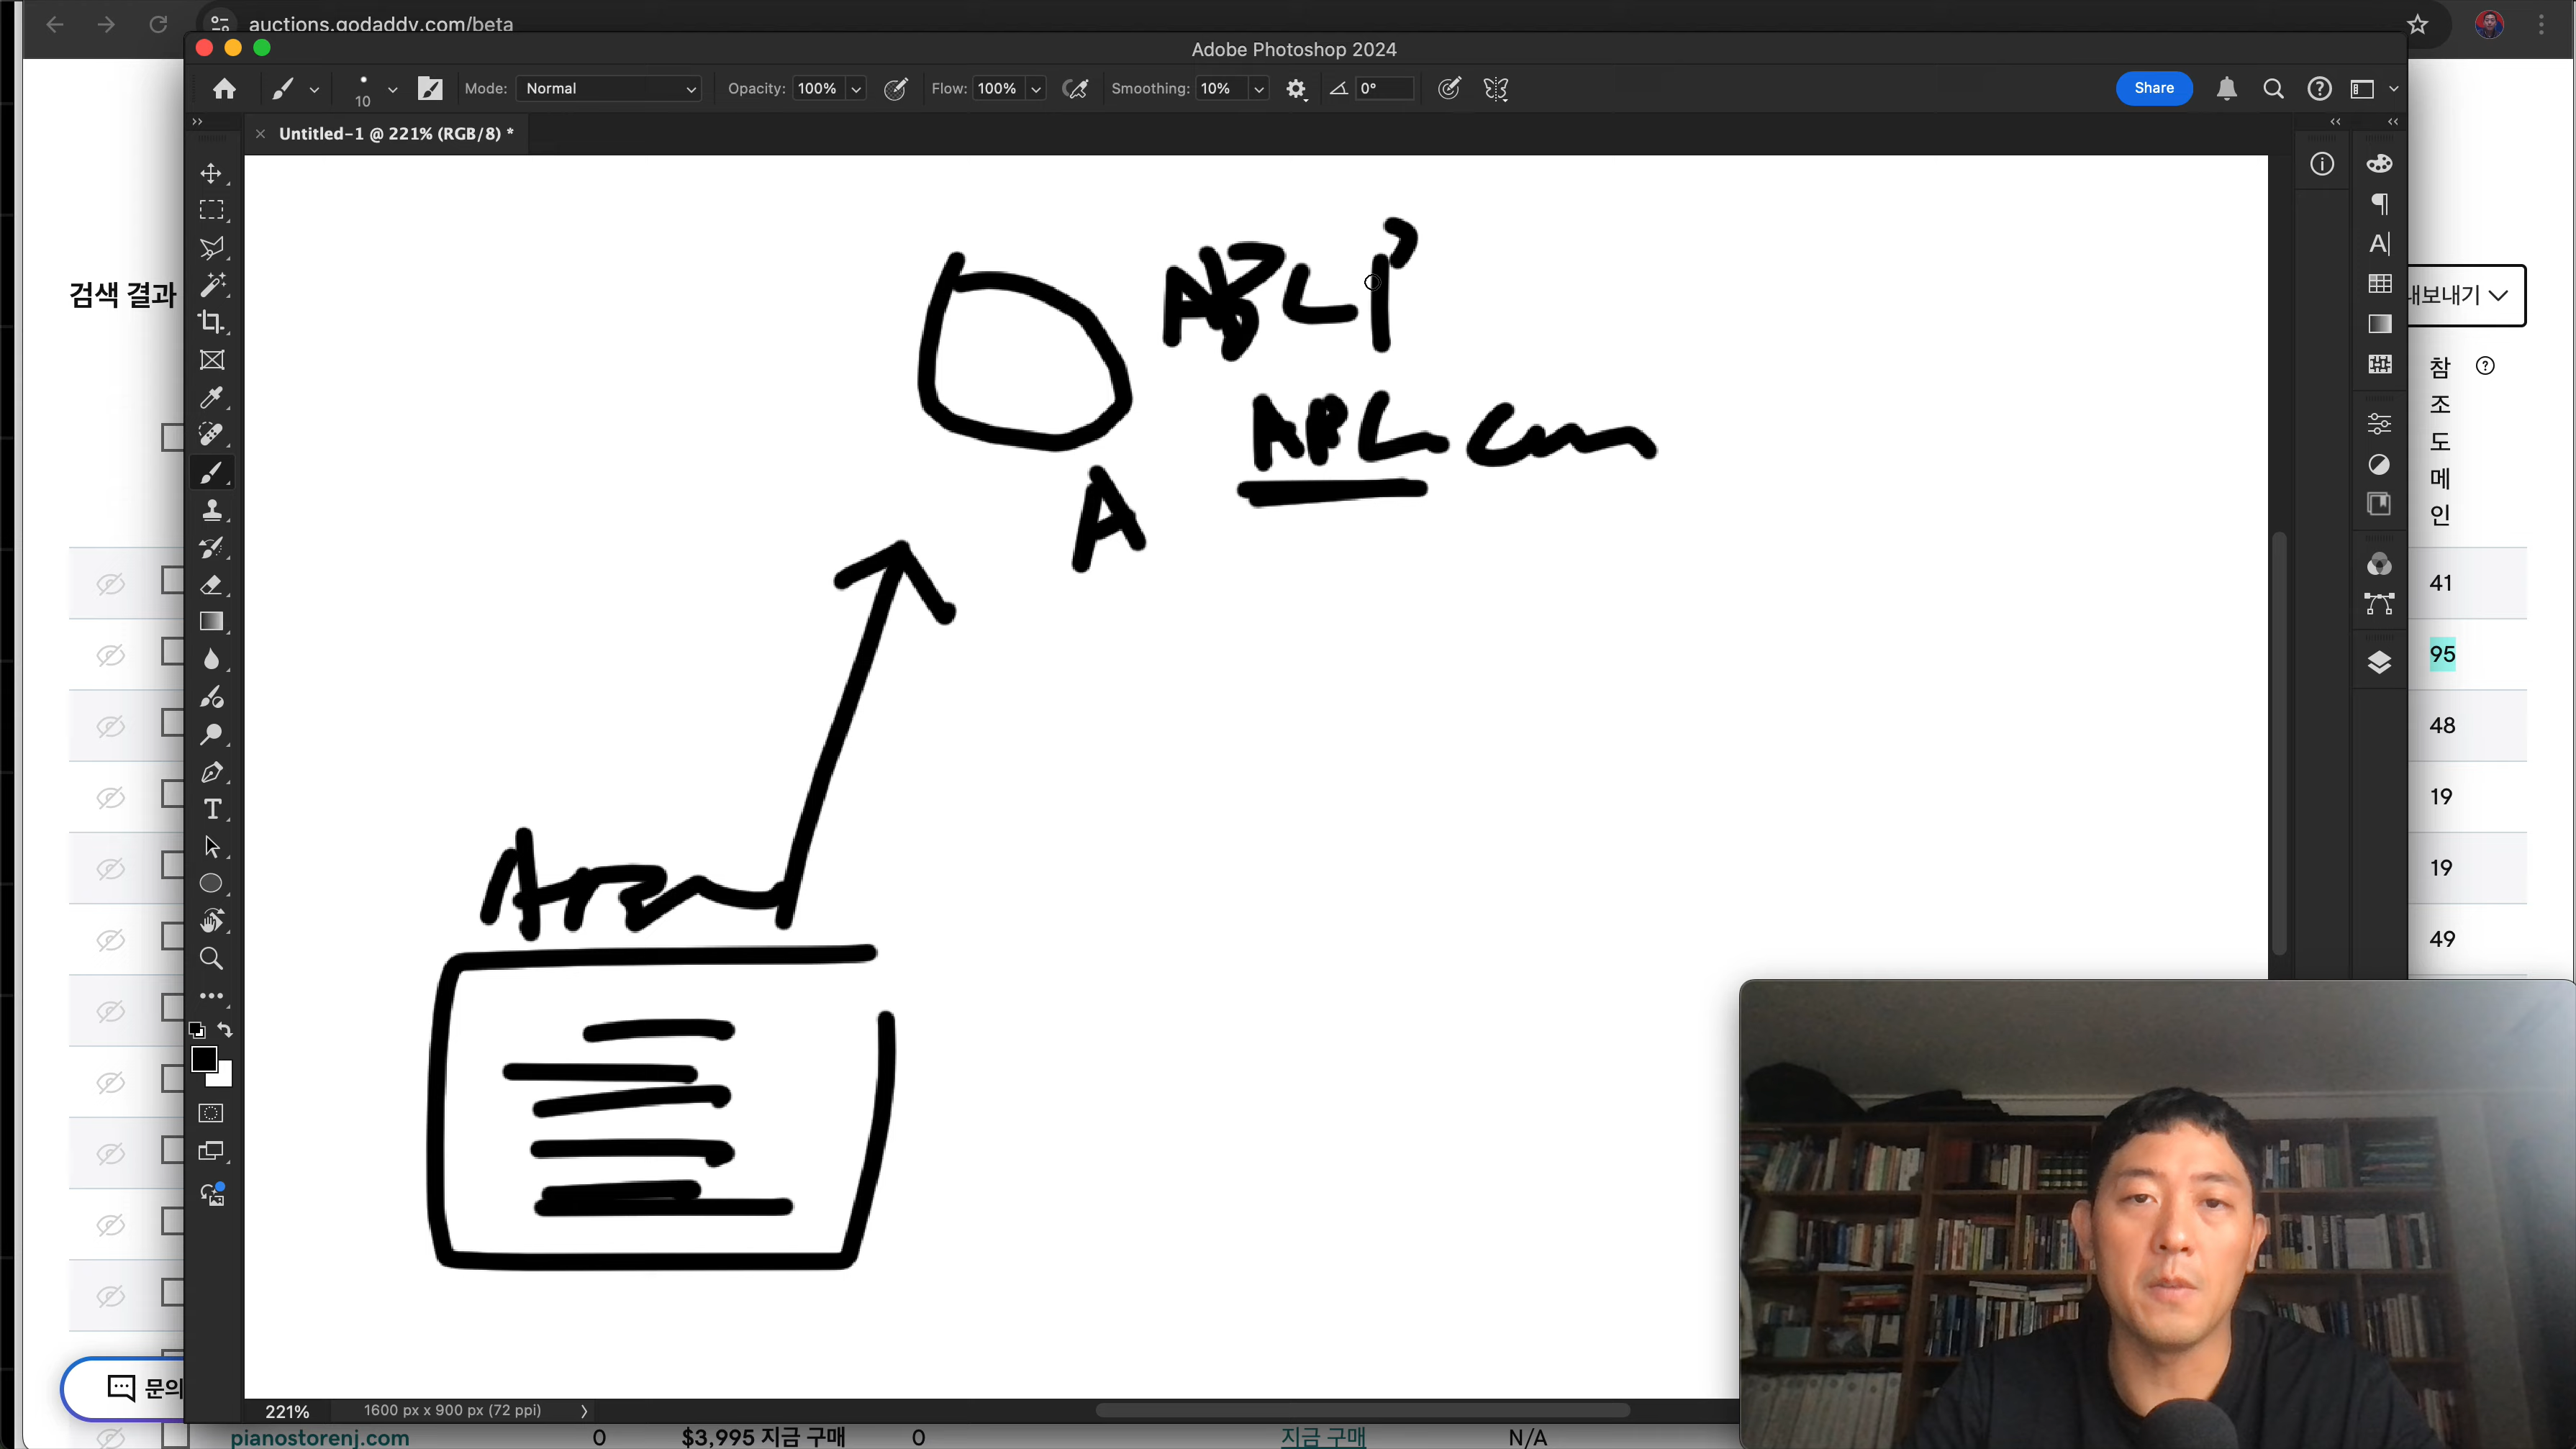 auctions.godaddy.com/beta
Adobe Photoshop 2024
10
Mode: Normal
Opacity: 100%
Flow: 100%
Smoothing: 10%
0°
Share
Untitled-1 @ 221% (RGB/8) *
검색 결과
내보내기
참
조
도
메
인
41
95
48
19
19
49
A
문의
221%
1600 px x 900 px (72 ppi)
pianostorenj.com 0 $3,995 지금 구매 0 지금 구매 N/A